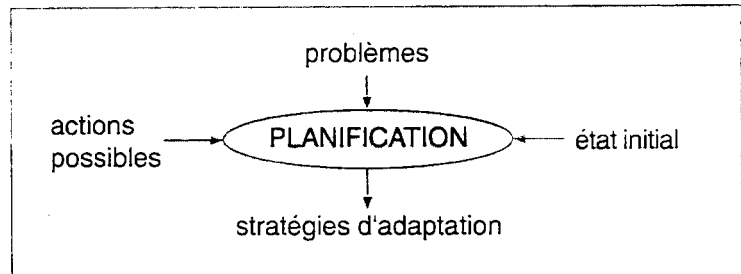 problèmes
actions
possibles
PLANIFICATION
état initial
stratégies d'adaptation